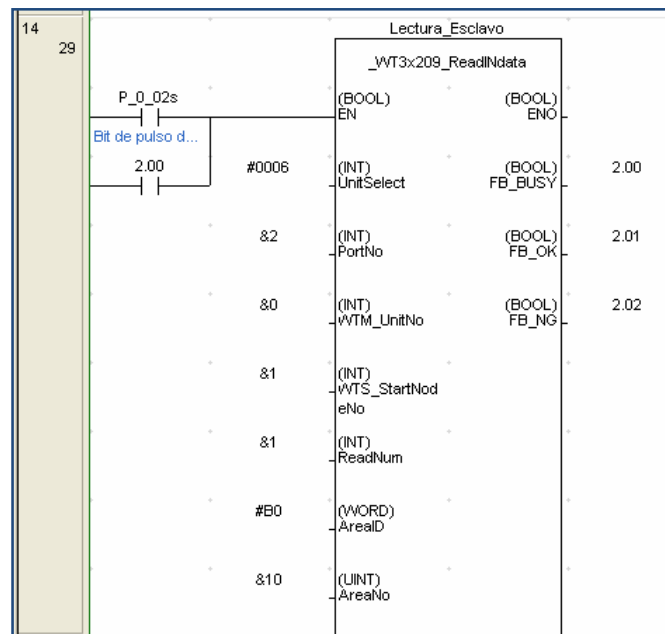 14
Lectura_Esclavo
29
_WT3x209_ReadINdata
P_0_02s
(BOOL) (BOOL)
EN ENO
Bit de pulso d...
2.00 #0006 (INT) (BOOL) 2.00
UnitSelect FB_BUSY
&2 (INT) (BOOL) 2.01
PortNo FB_OK
&0 (INT) (BOOL) 2.02
WTM_UnitNo FB_NG
&1 (INT)
WTS_StartNod
eNo
&1 (INT)
ReadNum
#B0 (WORD)
AreaID
&10 (UINT)
AreaNo